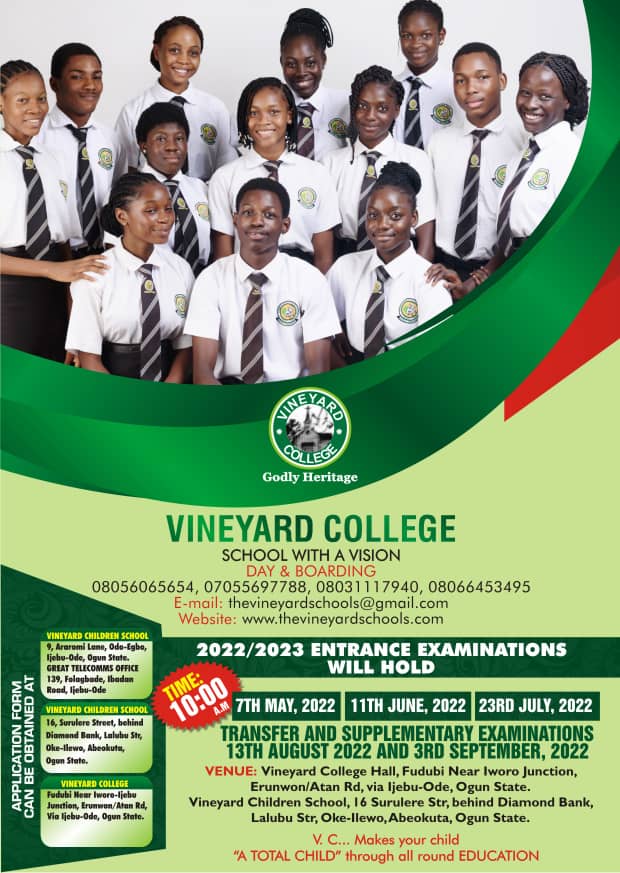 VINEYARD
COLLEGE
Godly Heritage
VINEYARD COLLEGE
SCHOOL WITH A VISION
DAY & BOARDING
08056065654, 07055697788, 08031117940, 08066453495
E-mail: thevineyardschools@gmail.com
Website: www.thevineyardschools.com
APPLICATION FORM
CAN BE OBTAINED AT
VINEYARD CHILDREN SCHOOL
9, Araromi Lane, Ode-Egbo,
Ijebu-Ode, Ogun State.
GREAT TELECOMMS OFFICE
139, Folagbade, Ibadan
Road, Ijebu-Ode
VINEYARD CHILDREN SCHOOL
16, Surulere Street, behind
Diamond Bank, Lalubu Str,
Oke-Ilewo, Abeokuta,
Ogun State.
VINEYARD COLLEGE
Fudubi Near Iworo-Ijebu
Junction, Erunwon/Atan Rd,
Via Ijebu-Ode, Ogun State.
2022/2023 ENTRANCE EXAMINATIONS
WILL HOLD
TIME:
10:00
A.M
7TH MAY, 2022 11TH JUNE, 2022 23RD JULY, 2022
TRANSFER AND SUPPLEMENTARY EXAMINATIONS
13TH AUGUST 2022 AND 3RD SEPTEMBER, 2022
VENUE: Vineyard College Hall, Fudubi Near Iworo Junction,
Erunwon/Atan Rd, via Ijebu-Ode, Ogun State.
Vineyard Children School, 16 Surulere Str, behind Diamond Bank,
Lalubu Str, Oke-Ilewo, Abeokuta, Ogun State.
V. C... Makes your child
“A TOTAL CHILD” through all round EDUCATION